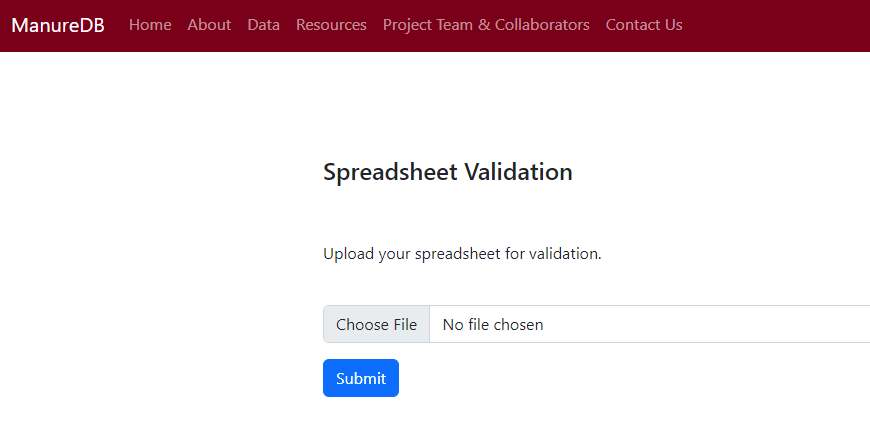 ManureDB Home About Data Resources Project Team & Collaborators Contact Us
Spreadsheet Validation
Upload your spreadsheet for validation.
Choose File No file chosen
Submit